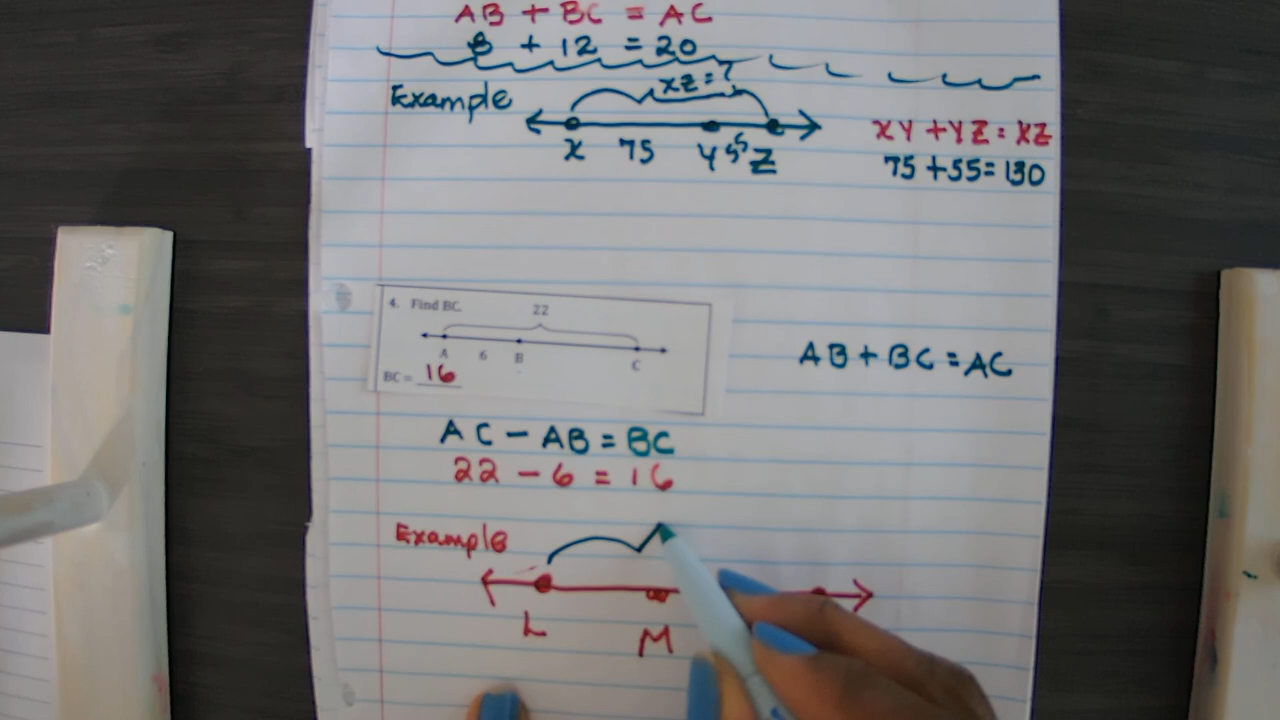 AB + BC = AC
8 + 12 = 20
XZ = ?
Example
X 75 Y 55 Z
XY + YZ = XZ
75 + 55 = 130
4. Find BC.
22
A 6 B C
BC = 16
AB + BC = AC
AC - AB = BC
22 - 6 = 16
Example
L M